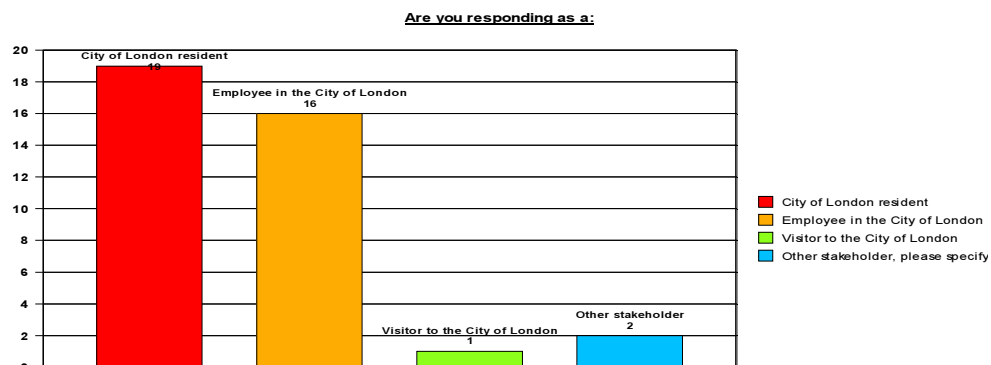 Are you responding as a:
20
18
16
14
12
10
8
6
4
2
0
City of London resident
19
Employee in the City of London
16
Visitor to the City of London
1
Other stakeholder
2
City of London resident
Employee in the City of London
Visitor to the City of London
Other stakeholder, please specify